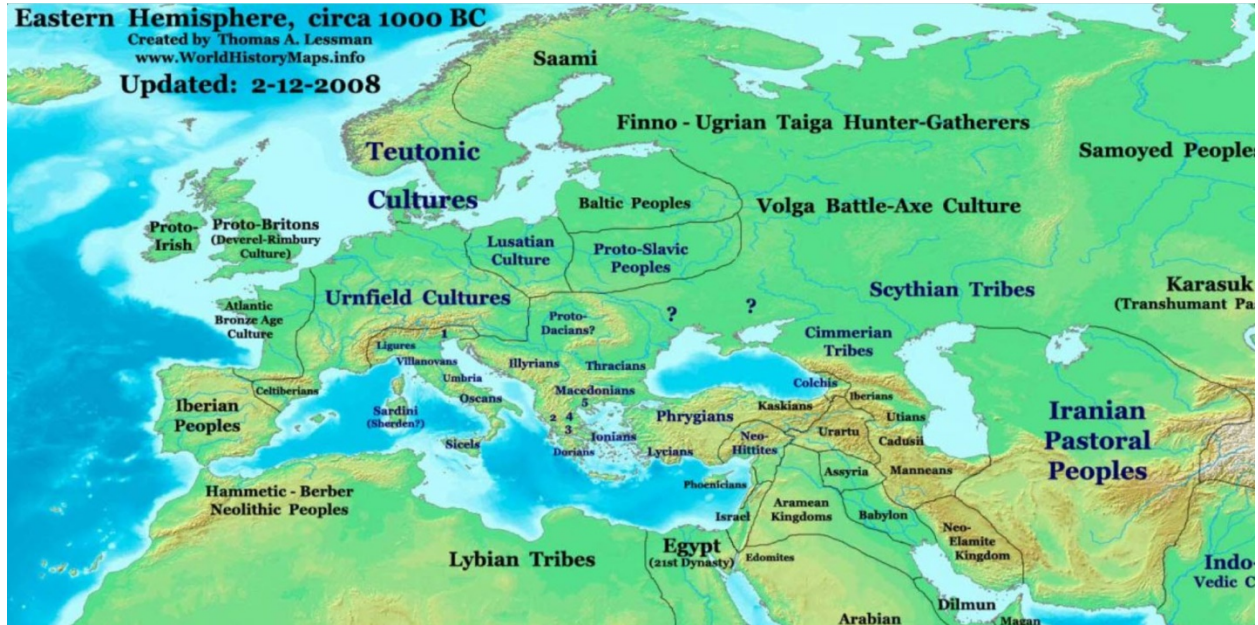 Eastern Hemisphere, circa 1000 BC
Created by Thomas A. Lessman
www.WorldHistoryMaps.info
Updated: 2-12-2008
Saami
Finno - Ugrian Taiga Hunter-Gatherers
Samoyed Peoples
Teutonic
Cultures
Baltic Peoples
Volga Battle-Axe Culture
Proto-
Irish
Proto-Britons
(Deverel-Rimbury
Culture)
Lusatian
Culture
Proto-Slavic
Peoples
Karasuk
(Transhumant Pa
Scythian Tribes
Urnfield Cultures
Atlantic
Bronze Age
Culture
Proto-
Dacians?
?
?
Cimmerian
Tribes
1
Ligures
Villanovans
Illyrians
Thracians
Umbria
Oscans
Macedonians
5
Colchis
Iberians
Celtiberians
Iberian
Peoples
Sardini
(Sherden?)
2
4
3
Phrygians
Kaskians
Utians
Iranian
Pastoral
Peoples
Sicels
Ionians
Dorians
Lycians
Neo-
Hittites
Urartu
Cadusii
Manneans
Assyria
Phoenicians
Hammetic - Berber
Neolithic Peoples
Aramean
Kingdoms
Israel
Babylon
Neo-
Elamite
Kingdom
Lybian Tribes
Egypt
(21st Dynasty)
Edomites
Indo-
Vedic C
Dilmun
Arabian
Magan